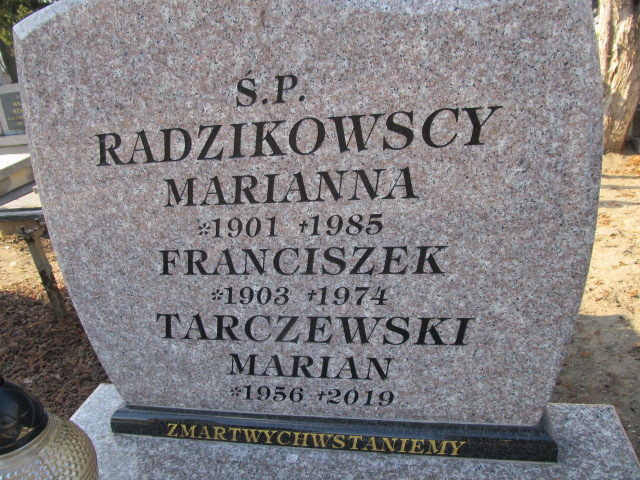 Ś.P.
RADZIKOWSCY
MARIANNA
*1901 †1985
FRANCISZEK
*1903 †1974
TARCZEWSKI
MARIAN
*1956 †2019
ZMARTWYCHWSTANIEMY